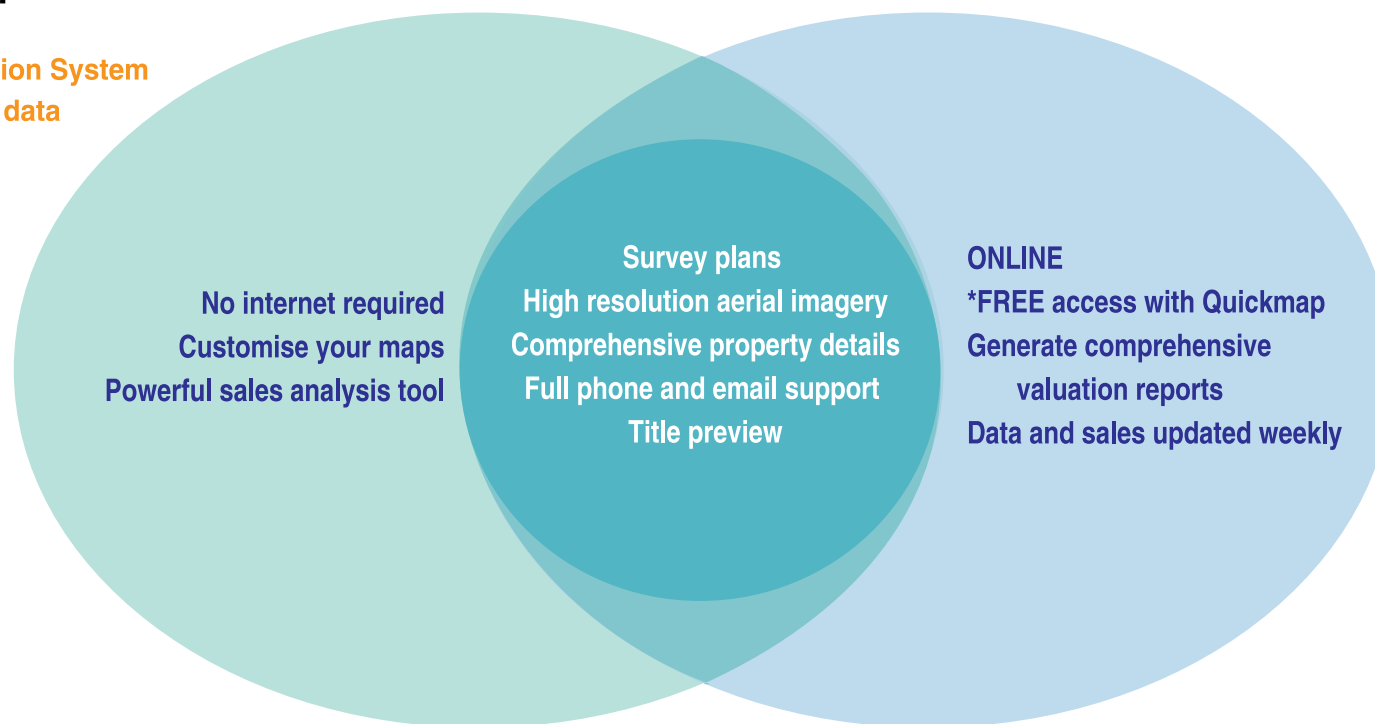 ion System
data
No internet required
Customise your maps
Powerful sales analysis tool
Survey plans
High resolution aerial imagery
Comprehensive property details
Full phone and email support
Title preview
ONLINE
*FREE access with Quickmap
Generate comprehensive
valuation reports
Data and sales updated weekly